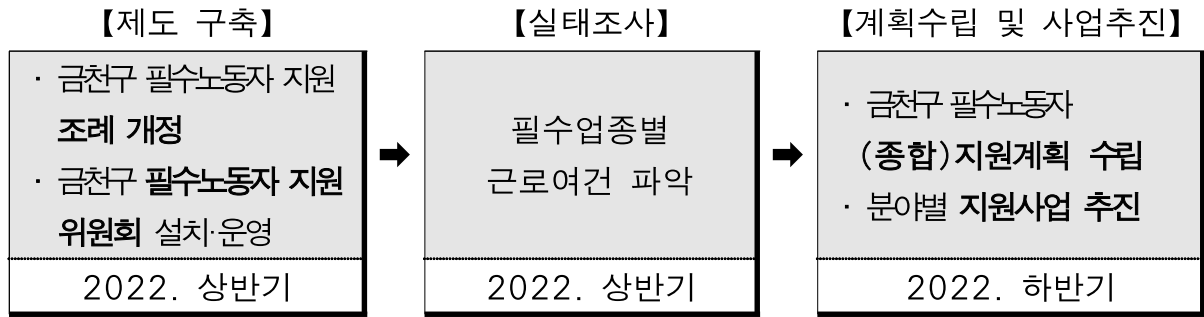 【제도 구축】
· 금천구 필수노동자 지원
조례 개정
· 금천구 필수노동자 지원
위원회 설치·운영
2022. 상반기
【실태조사】
필수업종별
근로여건 파악
2022. 상반기
【계획수립 및 사업추진】
· 금천구 필수노동자
(종합)지원계획 수립
· 분야별 지원사업 추진
2022. 하반기